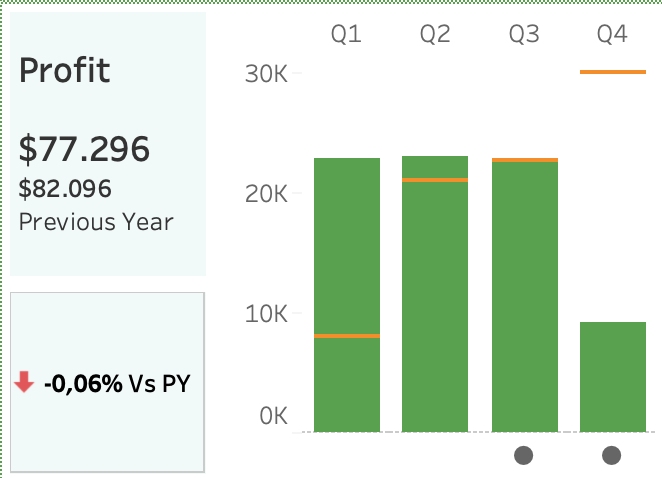 Profit
$77.296
$82.096
Previous Year
-0,06% Vs PY
Q1 Q2 Q3 Q4
30K
20K
10K
0K